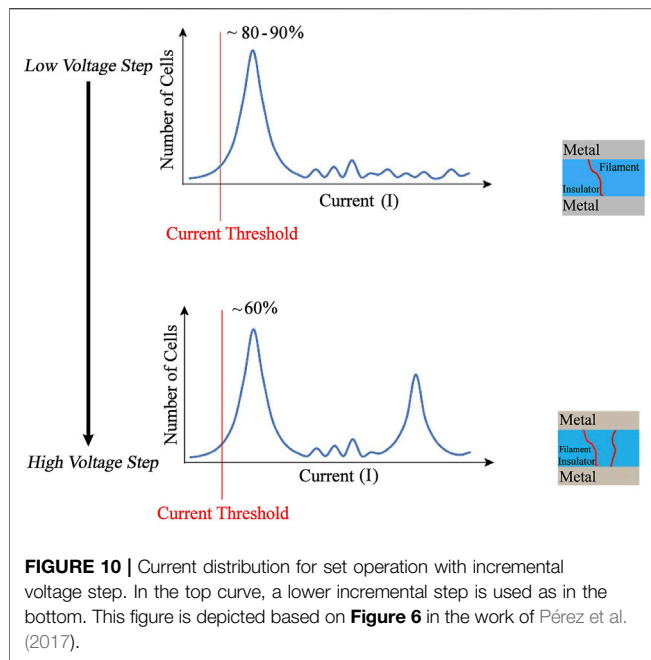 ~ 80-90%
Low Voltage Step
Number of Cells
Current (I)
Current Threshold
Metal
Filament
Insulator
Metal
~60%
Number of Cells
High Voltage Step
Current (I)
Current Threshold
Metal
Filament
Insulator
Metal
FIGURE 10 | Current distribution for set operation with incremental
voltage step. In the top curve, a lower incremental step is used as in the
bottom. This figure is depicted based on Figure 6 in the work of Pérez et al.
(2017).